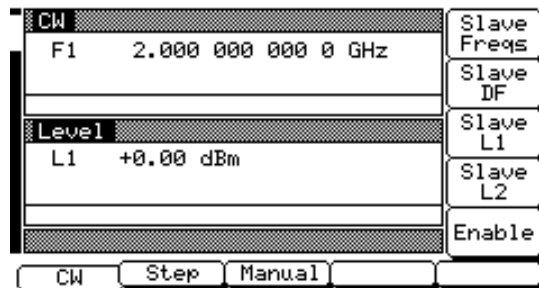 CW
F1 2.000 000 000 0 GHz
Level
L1 +0.00 dBm
Slave
Freqs
Slave
DF
Slave
L1
Slave
L2
Enable
CW Step Manual